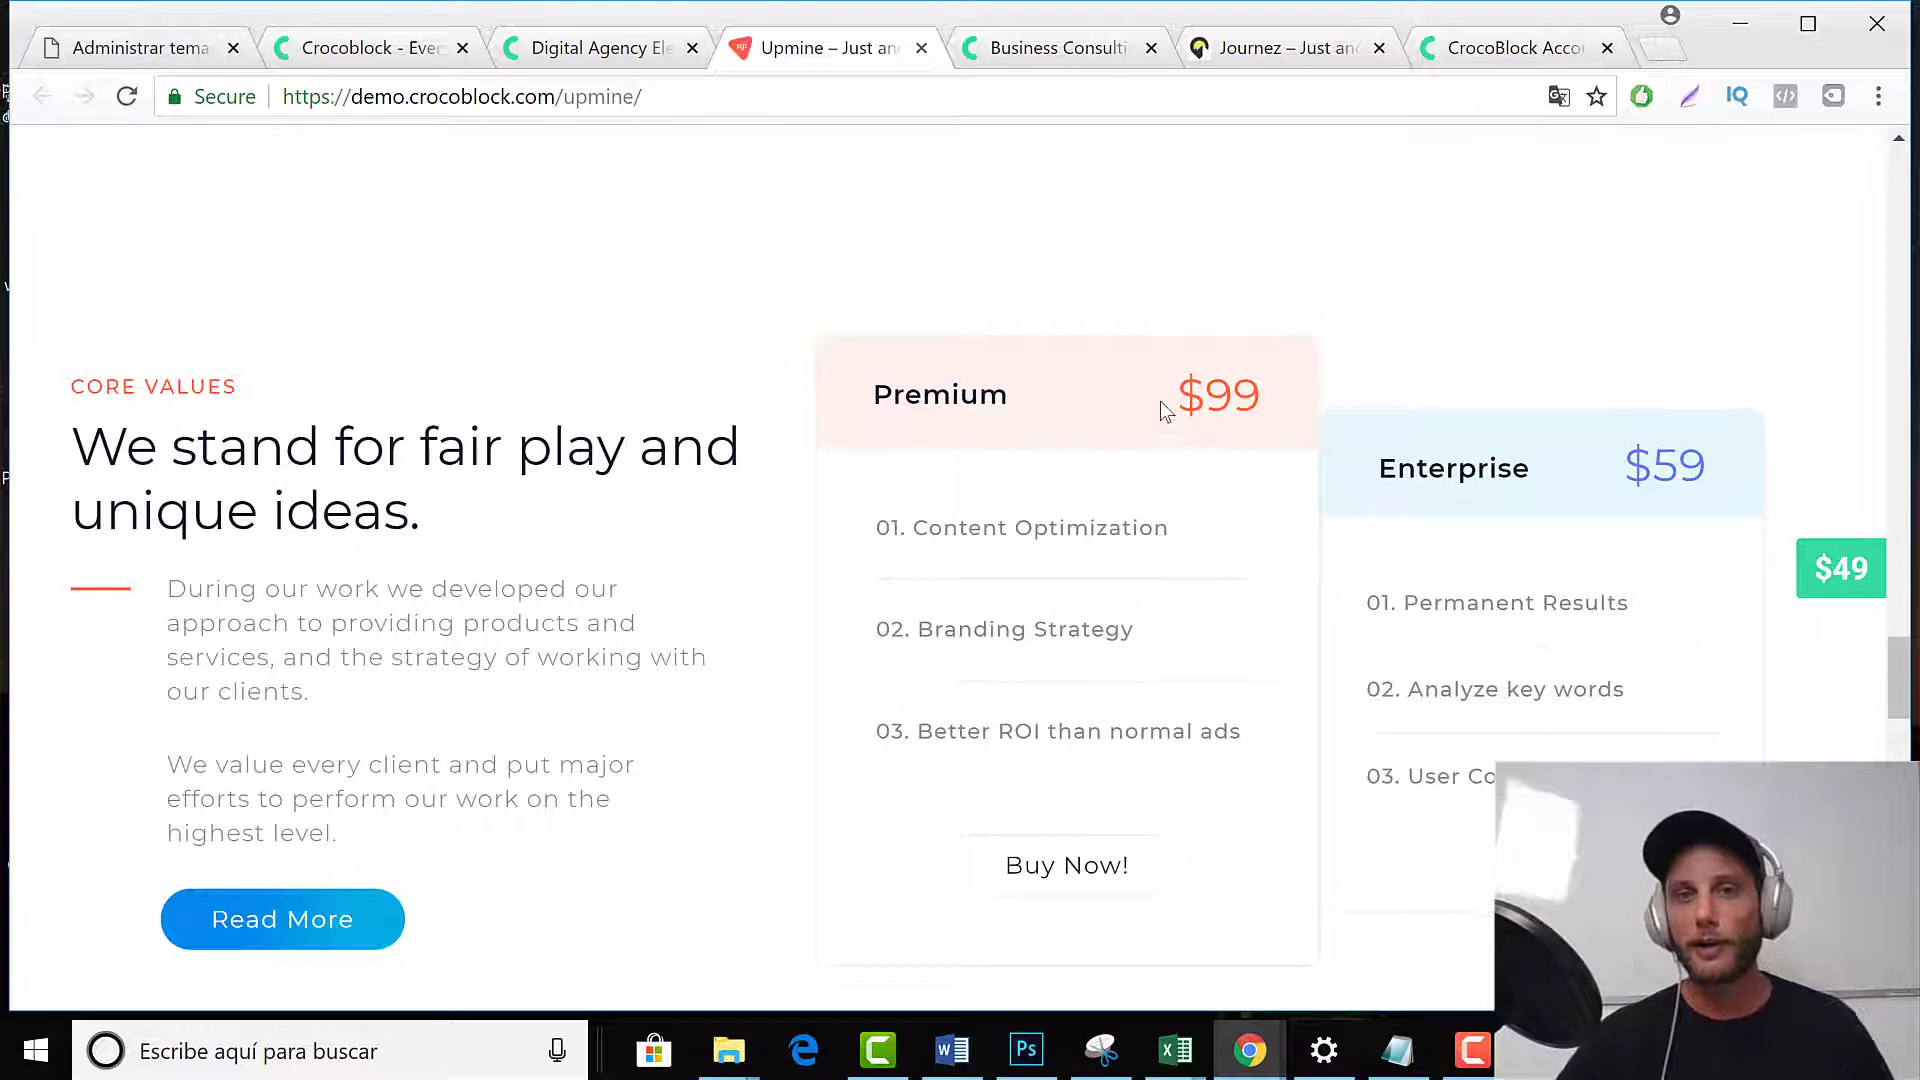 Administrar tema
Crocoblock - Ever
Digital Agency Ele
Upmine – Just an
Business Consulti
Journez – Just an
CrocoBlock Acco
Secure
https://demo.crocoblock.com/upmine/
IQ
CORE VALUES
We stand for fair play and
unique ideas.
During our work we developed our
approach to providing products and
services, and the strategy of working with
our clients.
We value every client and put major
efforts to perform our work on the
highest level.
Read More
Premium
$99
01. Content Optimization
02. Branding Strategy
03. Better ROI than normal ads
Buy Now!
Enterprise
$59
01. Permanent Results
02. Analyze key words
03. User Co
$49
Escribe aquí para buscar
Ps